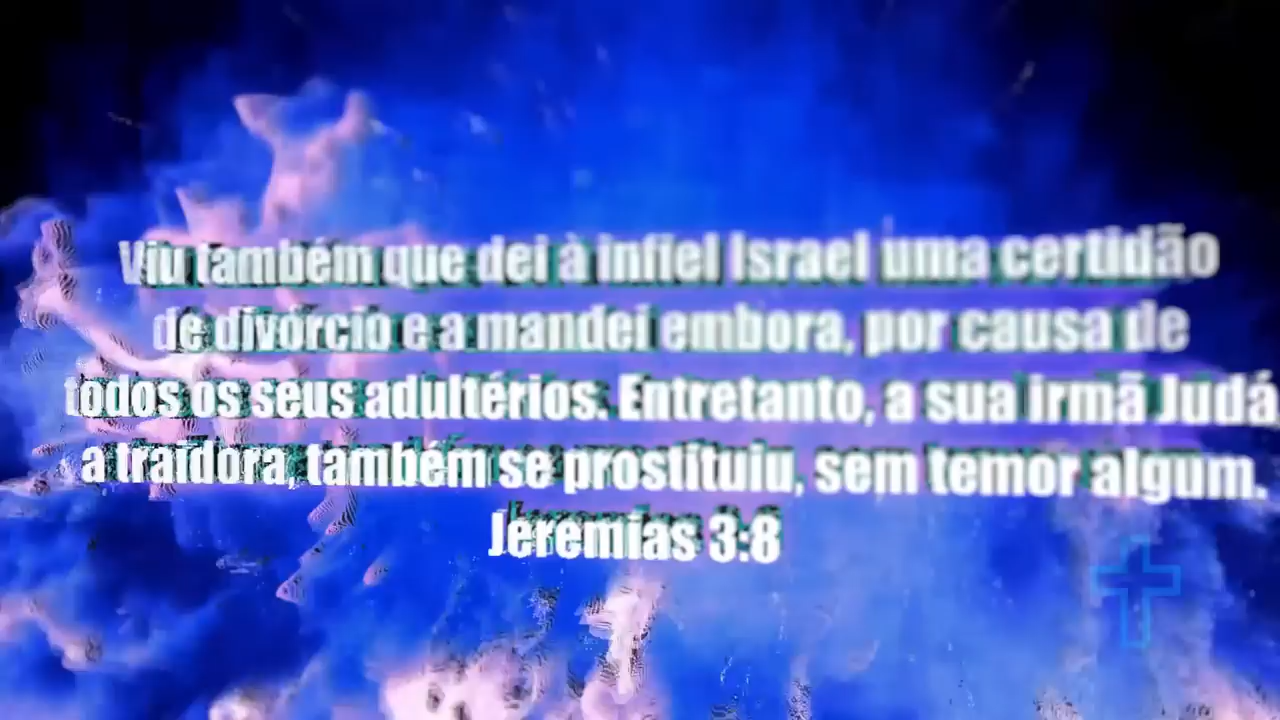 Viu também que dei à infiel Israel uma certidão
de divórcio e a mandei embora, por causa de
todos os seus adultérios. Entretanto, a sua irmã Judá
a traidora, também se prostituiu, sem temor algum.
Jeremias 3:8